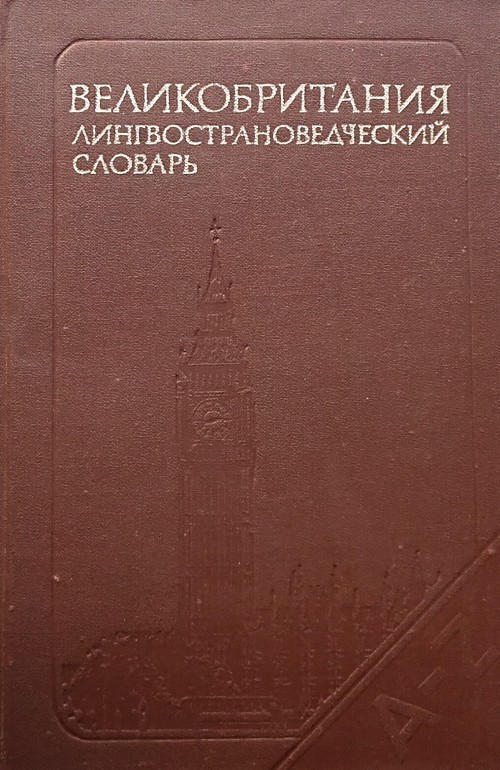 ВЕЛИКОБРИТАНИЯ
ЛИНГВОСТРАНОВЕДЧЕСКИЙ
СЛОВАРЬ
A-Z